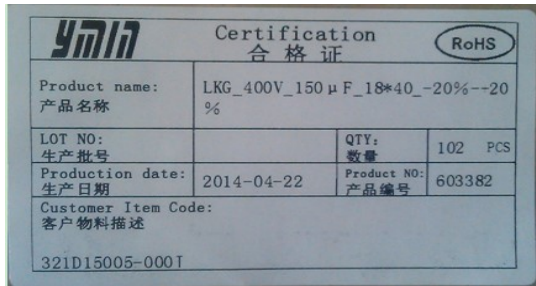 ymin
Certification
合格证
RoHS
Product name:
产品名称
LKG_400V_150μF_18*40_-20%--20
%
LOT NO:
生产批号
QTY:
数量
102 PCS
Production date:
生产日期
2014-04-22
Product NO:
产品编号
603382
Customer Item Code:
客户物料描述
321D15005-000T